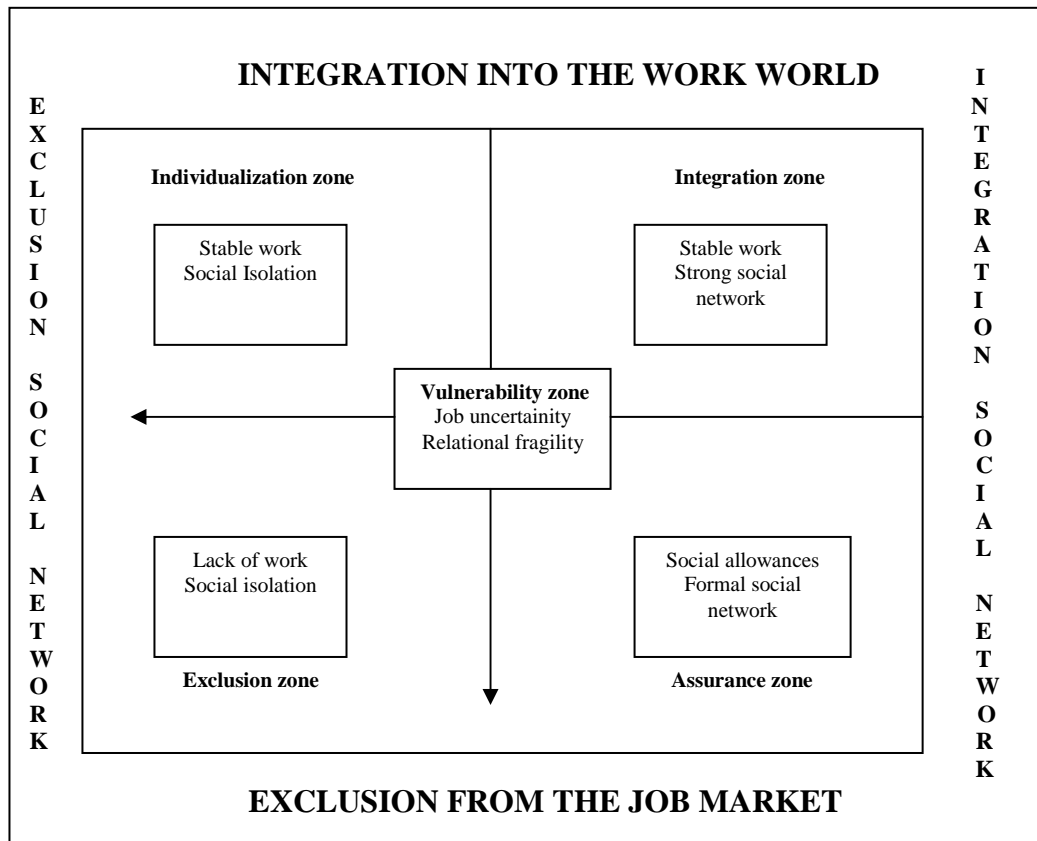 INTEGRATION INTO THE WORK WORLD
EXCLUSION SOCIAL NETWORK
INTEGRATION SOCIAL NETWORK
Individualization zone
Integration zone
Stable work
Social Isolation
Stable work
Strong social
network
Vulnerability zone
Job uncertainity
Relational fragility
Lack of work
Social isolation
Social allowances
Formal social
network
Exclusion zone
Assurance zone
EXCLUSION FROM THE JOB MARKET